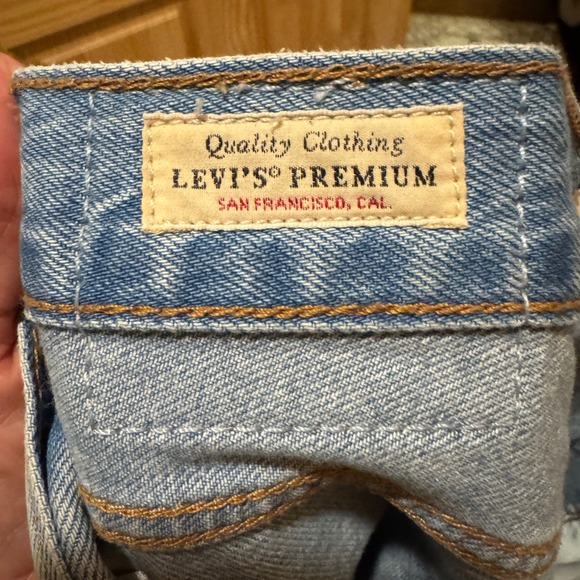 Quality Clothing
LEVI'S® PREMIUM
SAN FRANCISCO, CAL.